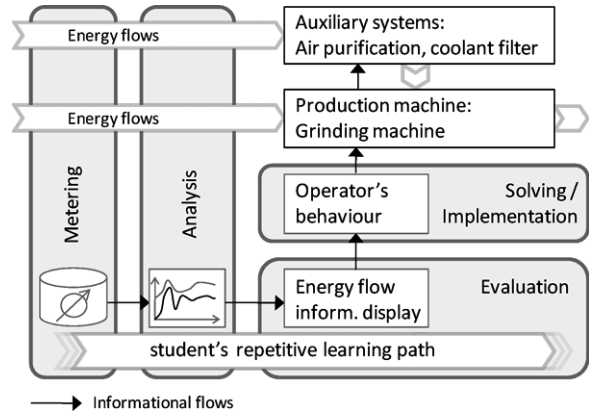 Auxiliary systems:
Air purification, coolant filter
Energy flows
Production machine:
Grinding machine
Energy flows
Metering
Analysis
Operator's
behaviour
Solving /
Implementation
Energy flow
inform. display
Evaluation
student's repetitive learning path
Informational flows